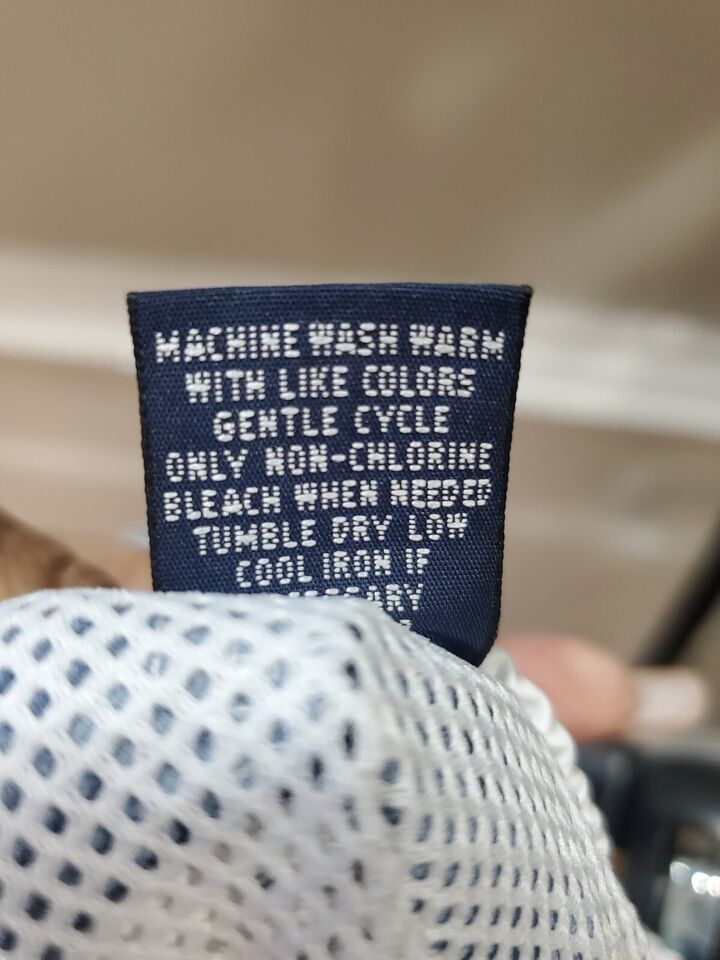 MACHINE WASH WARM
WITH LIKE COLORS
GENTLE CYCLE
ONLY NON-CHLORINE
BLEACH WHEN NEEDED
TUMBLE DRY LOW
COOL IRON IF